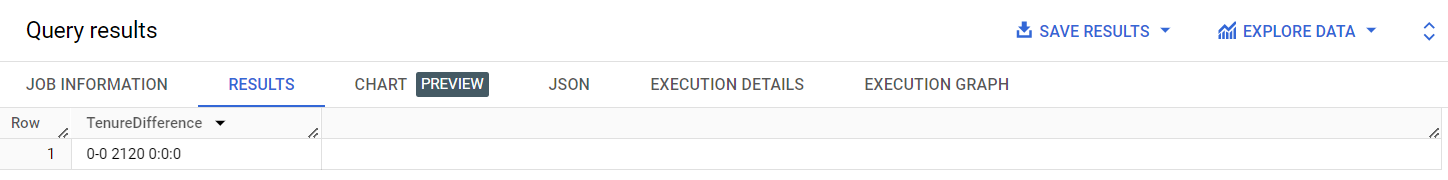 Query results
SAVE RESULTS
EXPLORE DATA
JOB INFORMATION
RESULTS
CHART PREVIEW
JSON
EXECUTION DETAILS
EXECUTION GRAPH
Row
TenureDifference
1
0-0 2120 0:0:0